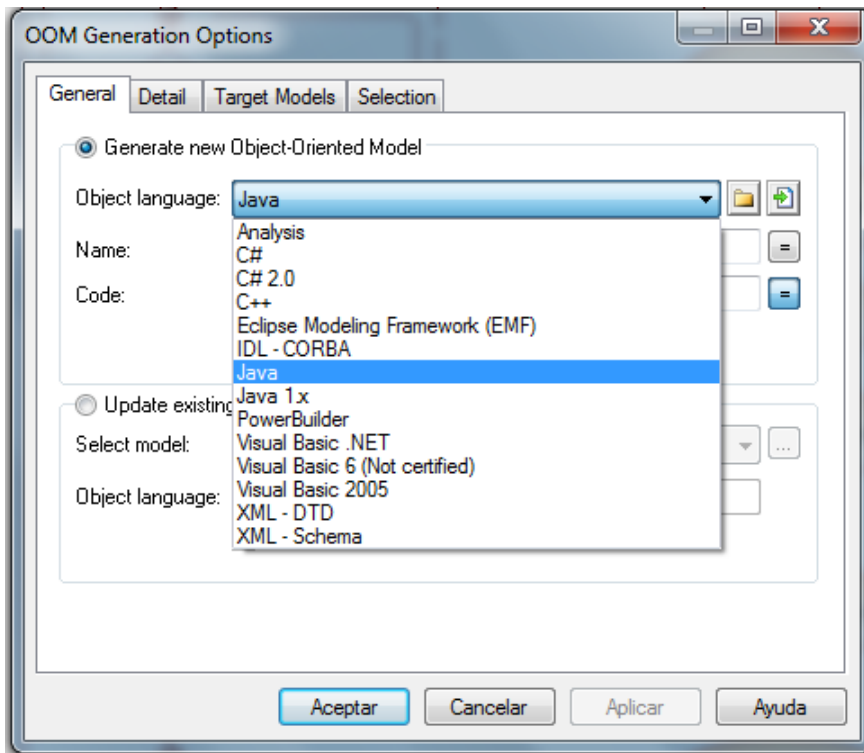 OOM Generation Options
General Detail Target Models Selection
Generate new Object-Oriented Model
Object language: Java
Analysis
Name:
C#
C# 2.0
Code:
C++
Eclipse Modeling Framework (EMF)
IDL - CORBA
Java
Java 1.x
Update existing
PowerBuilder
Select model:
Visual Basic .NET
...
Visual Basic 6 (Not certified)
Object language:
Visual Basic 2005
XML - DTD
XML - Schema
Aceptar Cancelar Aplicar Ayuda